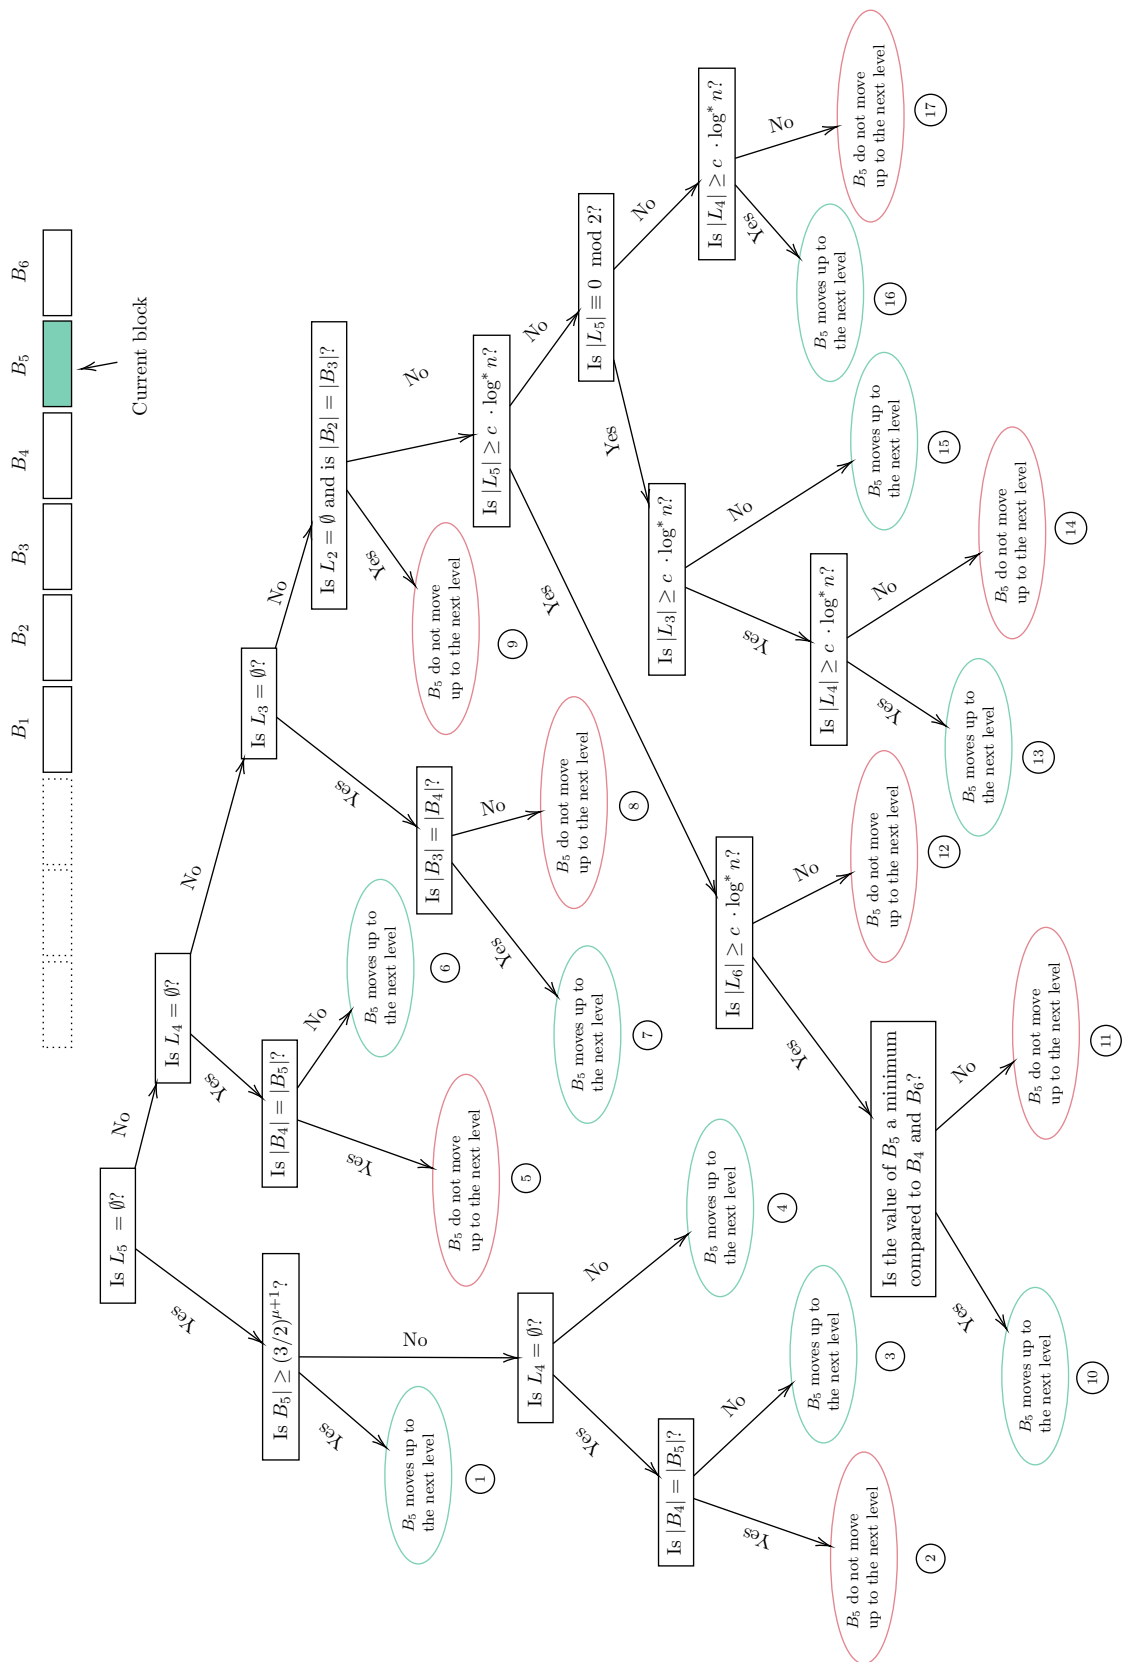 B₁
B₂
B₃
B₄
B₅
B₆
Current block
Is L₅ = ∅?
Yes
No
Is |B₅| ≥ (3/2)^{μ+1}?
Yes
No
B₅ moves up to
the next level
1
Is L₄ = ∅?
Yes
No
Is |B₄| = |B₅|?
Yes
No
B₅ do not move
up to the next level
2
B₅ moves up to
the next level
3
B₅ moves up to
the next level
4
Is L₄ = ∅?
Yes
No
Is |B₄| = |B₅|?
Yes
No
B₅ do not move
up to the next level
5
B₅ moves up to
the next level
6
Is L₃ = ∅?
Yes
No
Is |B₃| = |B₄|?
Yes
No
B₅ moves up to
the next level
7
B₅ do not move
up to the next level
8
Is L₂ = ∅ and is |B₂| = |B₃|?
Yes
No
B₅ do not move
up to the next level
9
Is |L₅| ≥ c · log* n?
Yes
No
Is |L₆| ≥ c · log* n?
Yes
No
Is the value of B₅ a minimum
compared to B₄ and B₆?
Yes
No
B₅ moves up to
the next level
10
B₅ do not move
up to the next level
11
B₅ do not move
up to the next level
12
Is |L₅| ≡ 0 mod 2?
Yes
No
Is |L₃| ≥ c · log* n?
Yes
No
Is |L₄| ≥ c · log* n?
Yes
No
B₅ moves up to
the next level
13
B₅ do not move
up to the next level
14
B₅ moves up to
the next level
15
Is |L₄| ≥ c · log* n?
Yes
No
B₅ moves up to
the next level
16
B₅ do not move
up to the next level
17